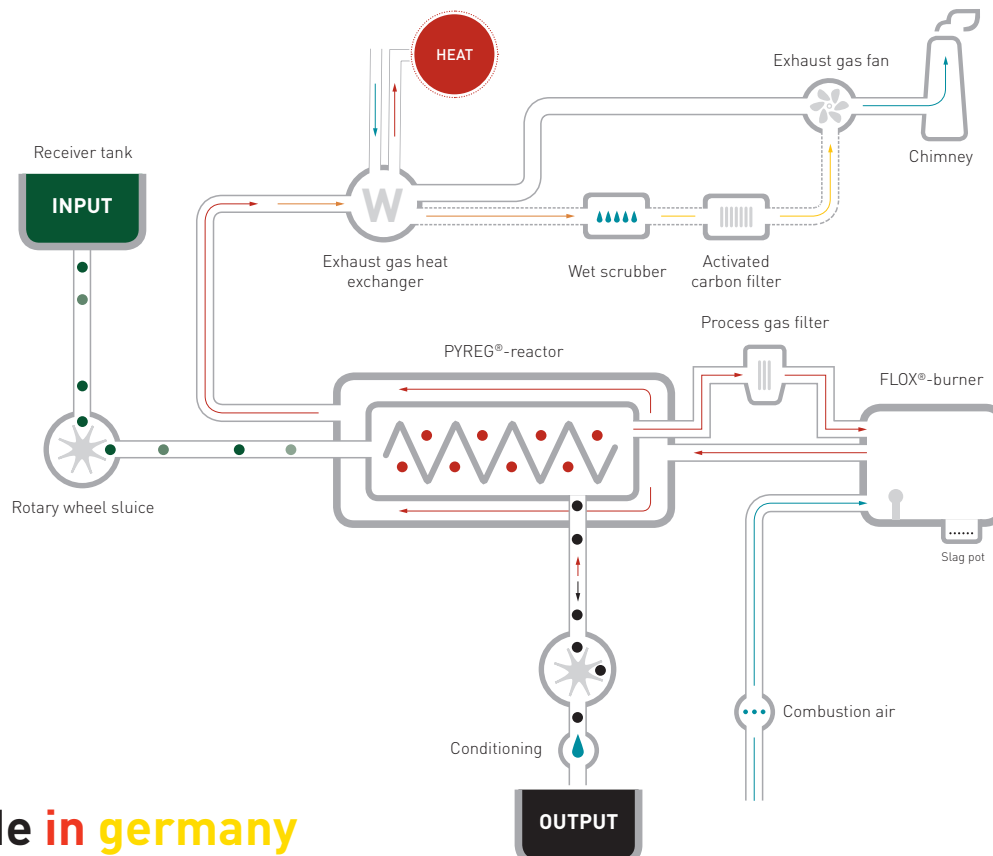 HEAT
Exhaust gas fan
Chimney
Receiver tank
INPUT
W
Exhaust gas heat
exchanger
Wet scrubber
Activated
carbon filter
Process gas filter
PYREG®-reactor
FLOX®-burner
Rotary wheel sluice
Slag pot
Combustion air
Conditioning
OUTPUT
le in germany